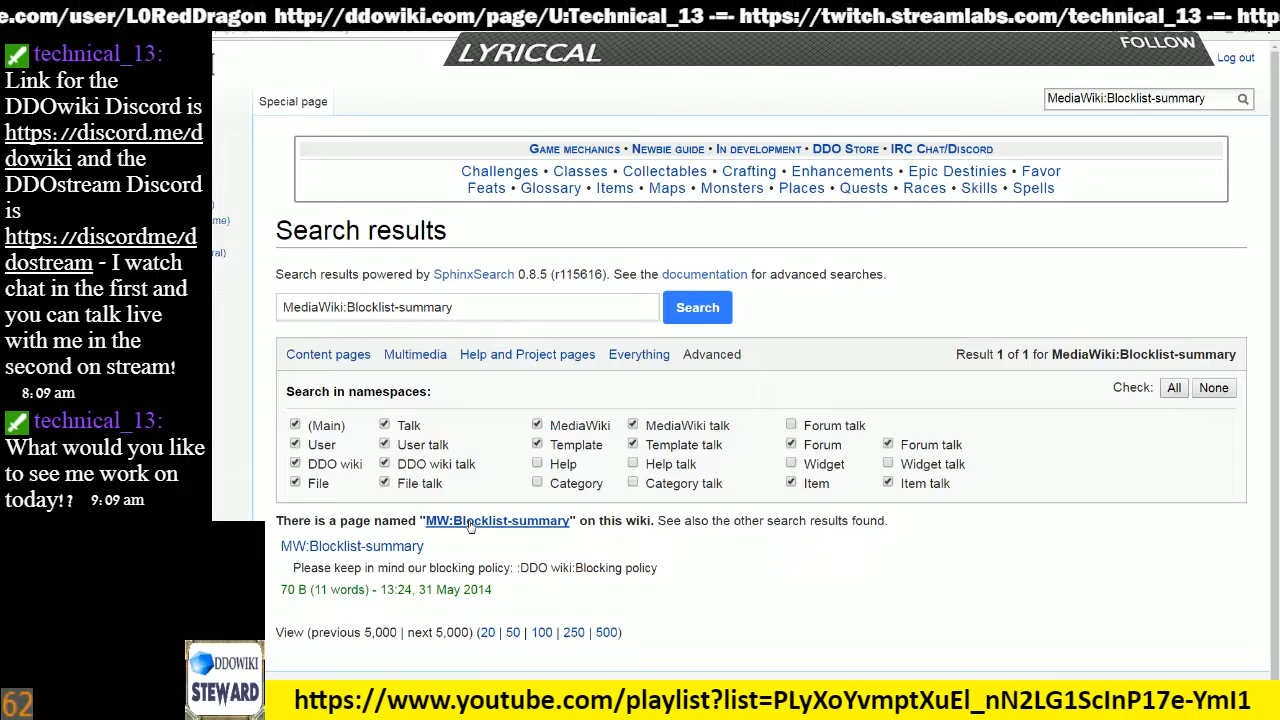 e.com/user/L0RedDragon http://ddowiki.com/page/U:Technical_13 -=- https://twitch.streamlabs.com/technical_13 -=- http
technical_13:
Link for the
DDOwiki Discord is
https://discord.me/d
dowiki and the
DDOstream Discord
is
https://discordme/d
dostream - I watch
chat in the first and
you can talk live
with me in the
second on stream!
8:09 am
technical_13:
What would you like
to see me work on
today!? 9:09 am
me)
ral)
LYRICCAL
FOLLOW
Log out
Special page
MediaWiki:Blocklist-summary
Game mechanics • Newbie guide • In development • DDO Store • IRC Chat/Discord
Challenges • Classes • Collectables • Crafting • Enhancements • Epic Destinies • Favor
Feats • Glossary • Items • Maps • Monsters • Places • Quests • Races • Skills • Spells
Search results
Search results powered by SphinxSearch 0.8.5 (r115616). See the documentation for advanced searches.
MediaWiki:Blocklist-summary
Search
Content pages Multimedia Help and Project pages Everything Advanced
Result 1 of 1 for MediaWiki:Blocklist-summary
Search in namespaces:
Check: All None
(Main) Talk MediaWiki MediaWiki talk Forum talk
User User talk Template Template talk Forum Forum talk
DDO wiki DDO wiki talk Help Help talk Widget Widget talk
File File talk Category Category talk Item Item talk
There is a page named "MW:Blocklist-summary" on this wiki. See also the other search results found.
MW:Blocklist-summary
Please keep in mind our blocking policy: :DDO wiki:Blocking policy
70 B (11 words) - 13:24, 31 May 2014
View (previous 5,000 | next 5,000) (20 | 50 | 100 | 250 | 500)
DDOWIKI
STEWARD
62
https://www.youtube.com/playlist?list=PLyXoYvmptXuEl_nN2LG1ScInP17e-YmI1